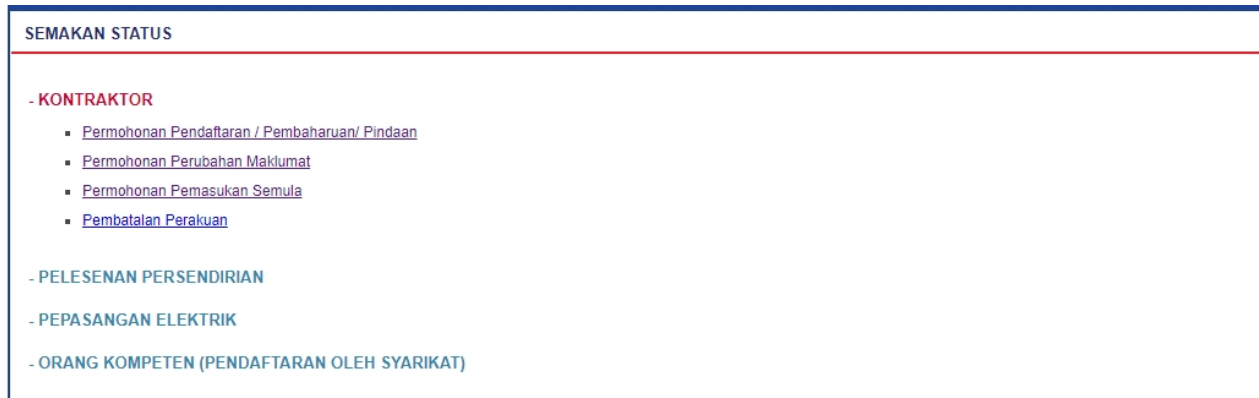 SEMAKAN STATUS
- KONTRAKTOR
Permohonan Pendaftaran / Pembaharuan/ Pindaan
Permohonan Perubahan Maklumat
Permohonan Pemasukan Semula
Pembatalan Perakuan
- PELESENAN PERSENDIRIAN
- PEPASANGAN ELEKTRIK
- ORANG KOMPETEN (PENDAFTARAN OLEH SYARIKAT)